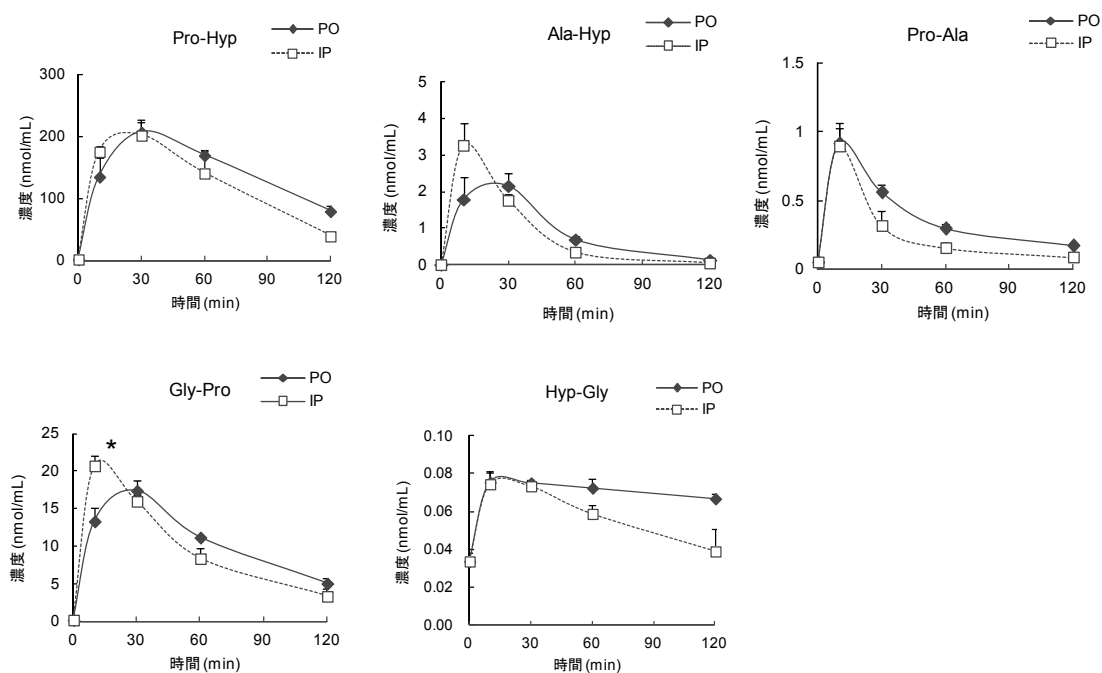 Pro-Hyp
PO
IP
300
200
100
0
濃度 (nmol/mL)
0 30 60 90 120
時間 (min)
Ala-Hyp
PO
IP
5
4
3
2
1
0
濃度 (nmol/mL)
0 30 60 90 120
時間 (min)
Pro-Ala
PO
IP
1.5
1
0.5
0
濃度 (nmol/mL)
0 30 60 90 120
時間 (min)
Gly-Pro
PO
IP
*
25
20
15
10
5
0
濃度 (nmol/mL)
0 30 60 90 120
時間 (min)
Hyp-Gly
PO
IP
0.10
0.08
0.06
0.04
0.02
0.00
濃度 (nmol/mL)
0 30 60 90 120
時間 (min)